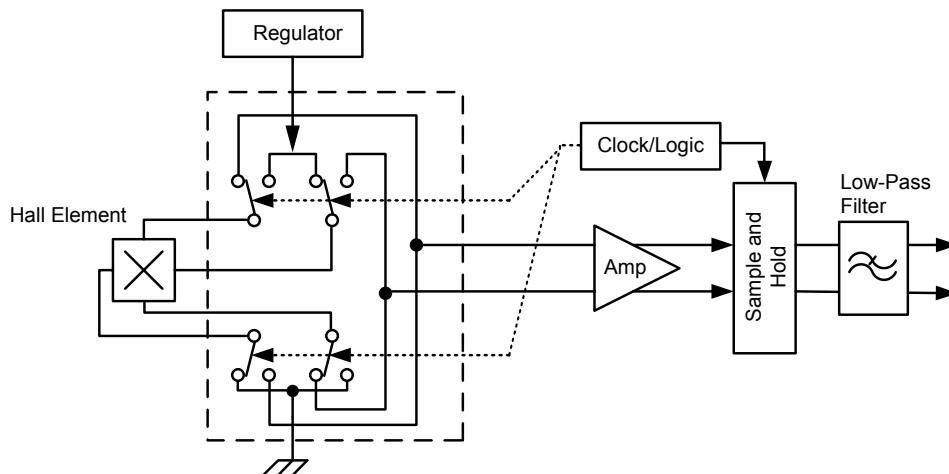 Regulator
Clock/Logic
Low-Pass
Filter
Hall Element
Amp
Sample and
Hold